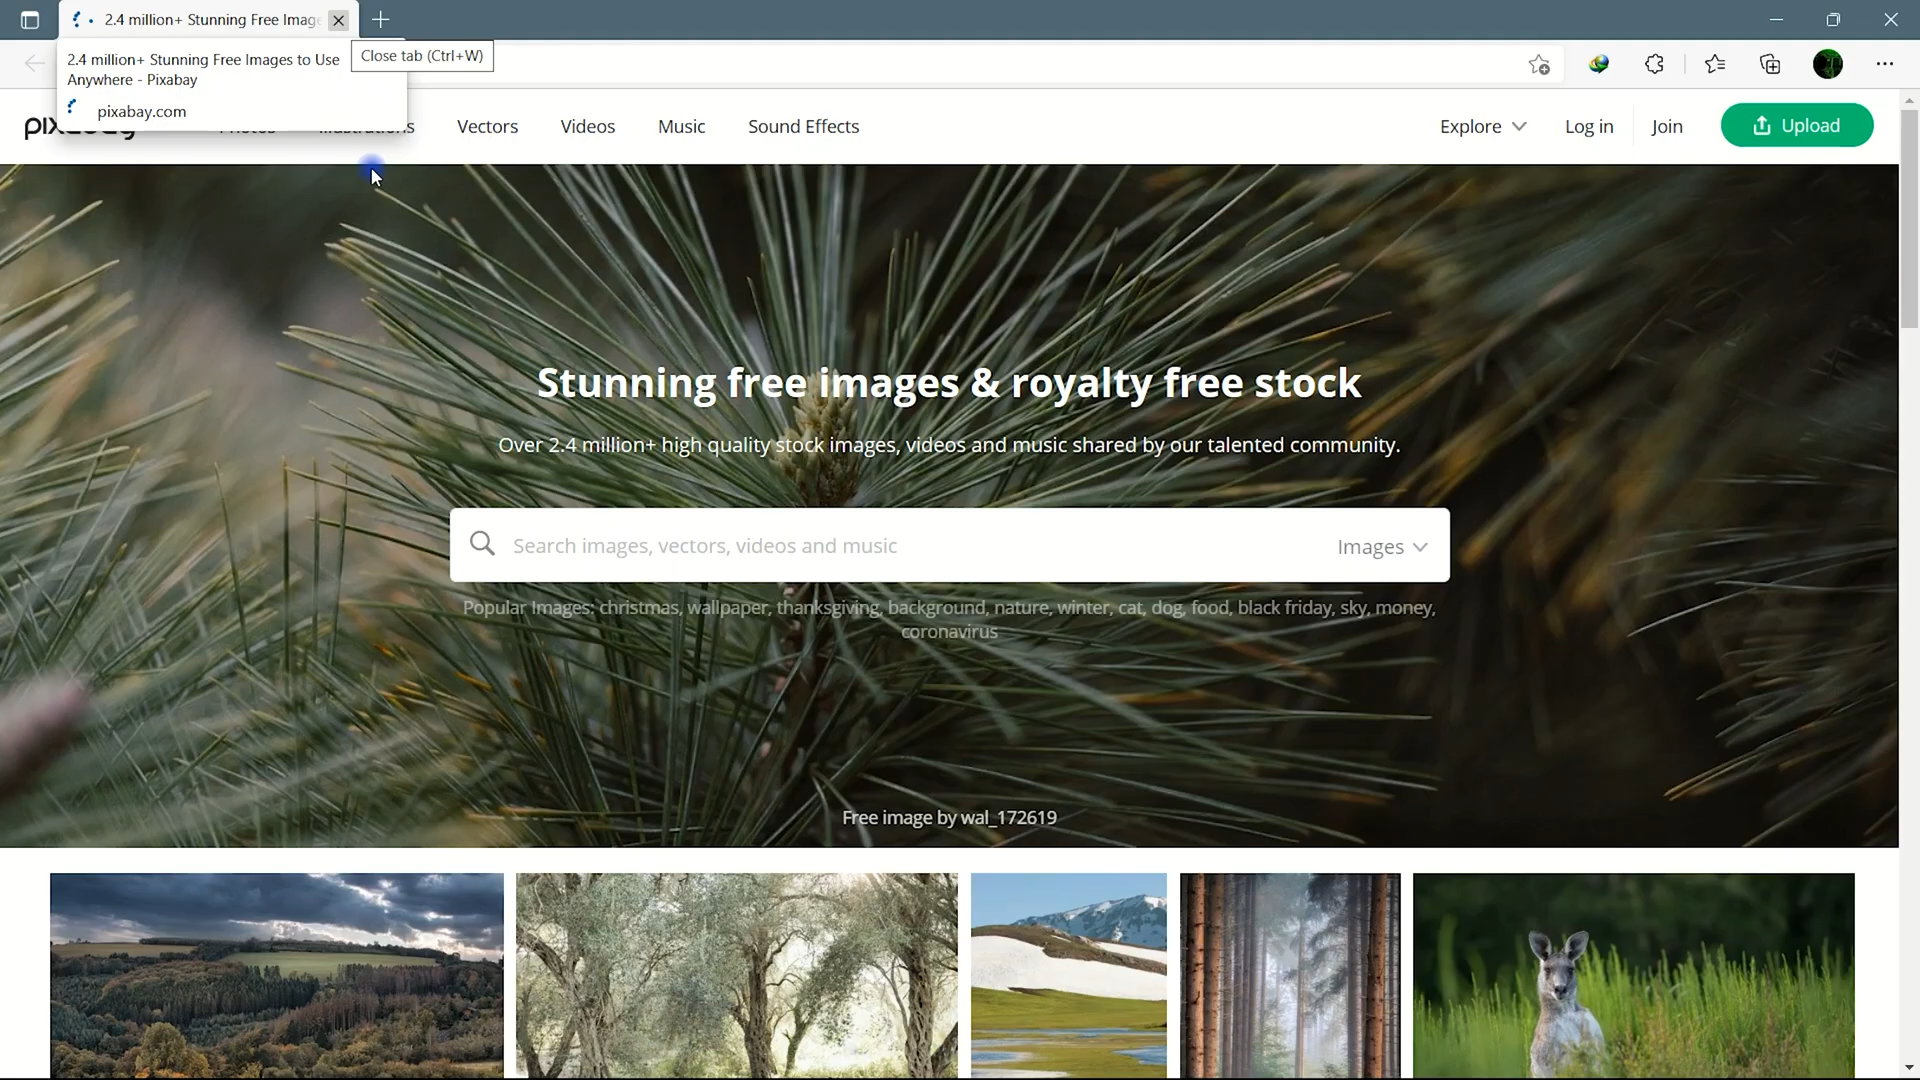 2.4 million+ Stunning Free Image
2.4 million+ Stunning Free Images to Use
Anywhere - Pixabay
pixabay.com
Close tab (Ctrl+W)
pixabay Photos Illustrations Vectors Videos Music Sound Effects Explore Log in Join Upload
Stunning free images & royalty free stock
Over 2.4 million+ high quality stock images, videos and music shared by our talented community.
Search images, vectors, videos and music Images
Popular Images: christmas, wallpaper, thanksgiving, background, nature, winter, cat, dog, food, black friday, sky, money,
coronavirus
Free image by wal_172619